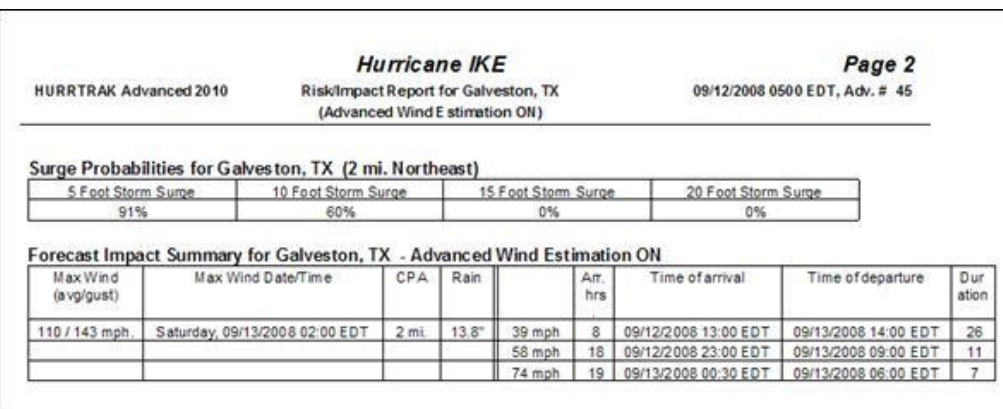 Hurricane IKE Page 2
HURRTRAK Advanced 2010 Risk/Impact Report for Galveston, TX 09/12/2008 0500 EDT, Adv. # 45
(Advanced Wind Estimation ON)
Surge Probabilities for Galveston, TX (2 mi. Northeast)
5 Foot Storm Surge 10 Foot Storm Surge 15 Foot Storm Surge 20 Foot Storm Surge
91% 60% 0% 0%
Forecast Impact Summary for Galveston, TX - Advanced Wind Estimation ON
Max Wind Max Wind Date/Time CPA Rain Arr. Time of arrival Time of departure Dur
(avg/gust) hrs ation
110 / 143 mph. Saturday, 09/13/2008 02:00 EDT 2 mi. 13.8" 39 mph 8 09/12/2008 13:00 EDT 09/13/2008 14:00 EDT 26
58 mph 18 09/12/2008 23:00 EDT 09/13/2008 09:00 EDT 11
74 mph 19 09/13/2008 00:30 EDT 09/13/2008 06:00 EDT 7